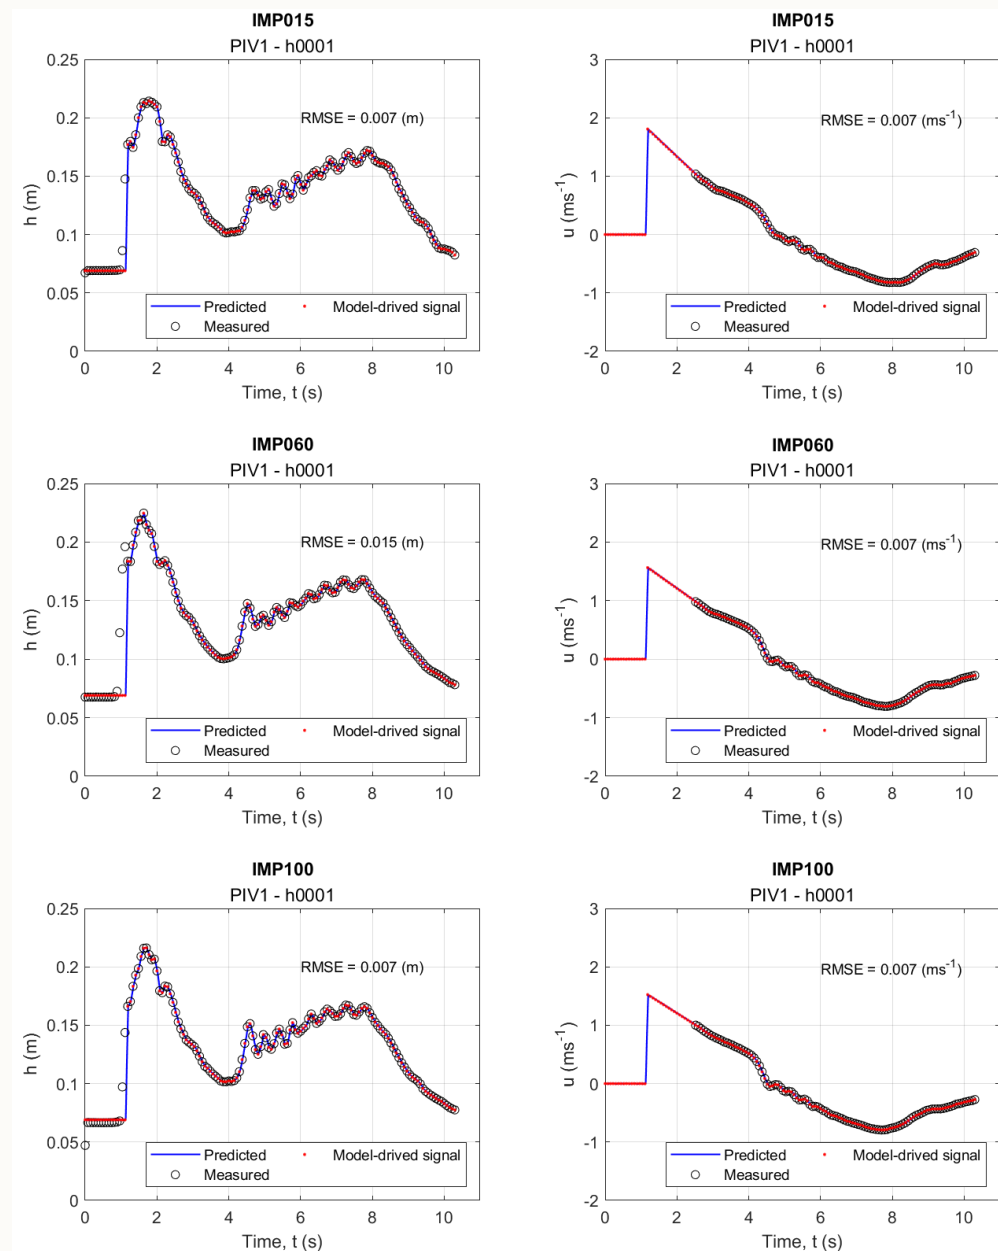 IMP015
PIV1 - h0001
0.25
0.2
0.15
0.1
0.05
0
h (m)
RMSE = 0.007 (m)
Predicted
Model-drived signal
Measured
0 2 4 6 8 10
Time, t (s)
IMP015
PIV1 - h0001
3
2
1
0
-1
-2
u (ms-1)
RMSE = 0.007 (ms-1)
Predicted
Model-drived signal
Measured
0 2 4 6 8 10
Time, t (s)
IMP060
PIV1 - h0001
0.25
0.2
0.15
0.1
0.05
0
h (m)
RMSE = 0.015 (m)
Predicted
Model-drived signal
Measured
0 2 4 6 8 10
Time, t (s)
IMP060
PIV1 - h0001
3
2
1
0
-1
-2
u (ms-1)
RMSE = 0.007 (ms-1)
Predicted
Model-drived signal
Measured
0 2 4 6 8 10
Time, t (s)
IMP100
PIV1 - h0001
0.25
0.2
0.15
0.1
0.05
0
h (m)
RMSE = 0.007 (m)
Predicted
Model-drived signal
Measured
0 2 4 6 8 10
Time, t (s)
IMP100
PIV1 - h0001
3
2
1
0
-1
-2
u (ms-1)
RMSE = 0.007 (ms-1)
Predicted
Model-drived signal
Measured
0 2 4 6 8 10
Time, t (s)